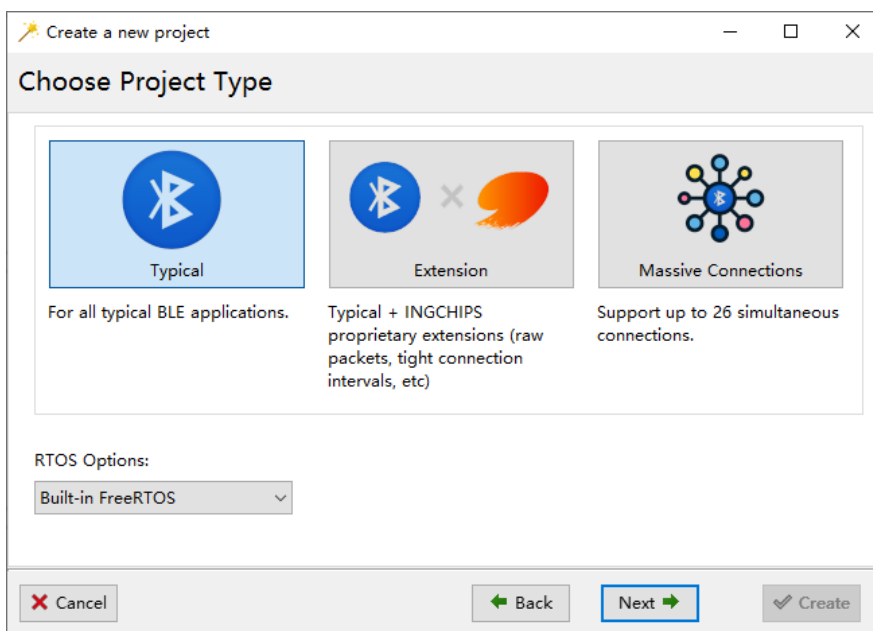 Create a new project
Choose Project Type
Typical
Extension
Massive Connections
For all typical BLE applications.
Typical + INGCHIPS
proprietary extensions (raw
packets, tight connection
intervals, etc)
Support up to 26 simultaneous
connections.
RTOS Options:
Built-in FreeRTOS
Cancel
Back
Next
Create